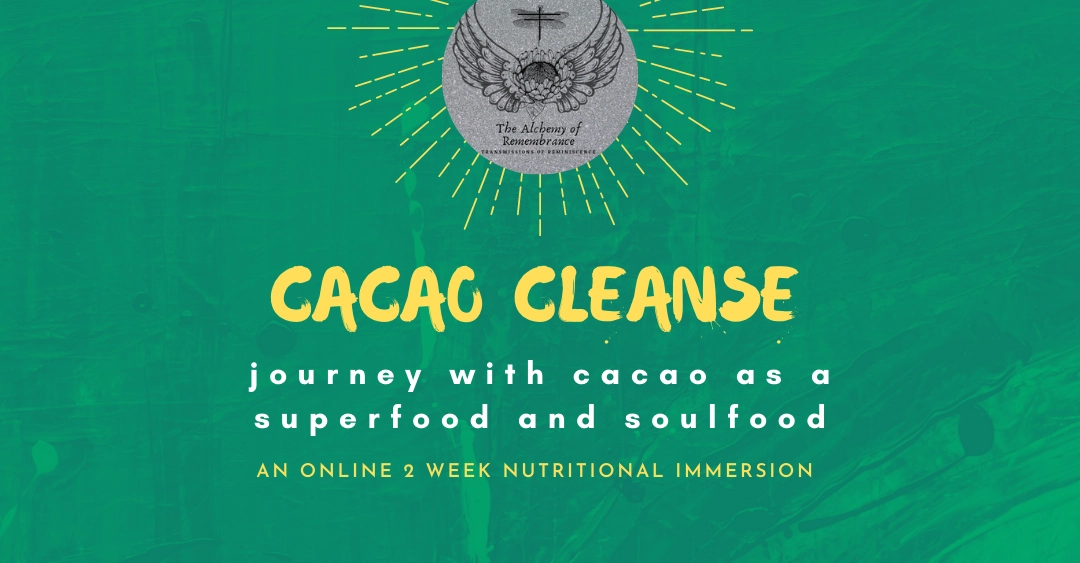 The Alchemy of
Remembrance
TRANSMISSIONS OF REMINISCENCE
CACAO CLEANSE
journey with cacao as a
superfood and soulfood
AN ONLINE 2 WEEK NUTRITIONAL IMMERSION